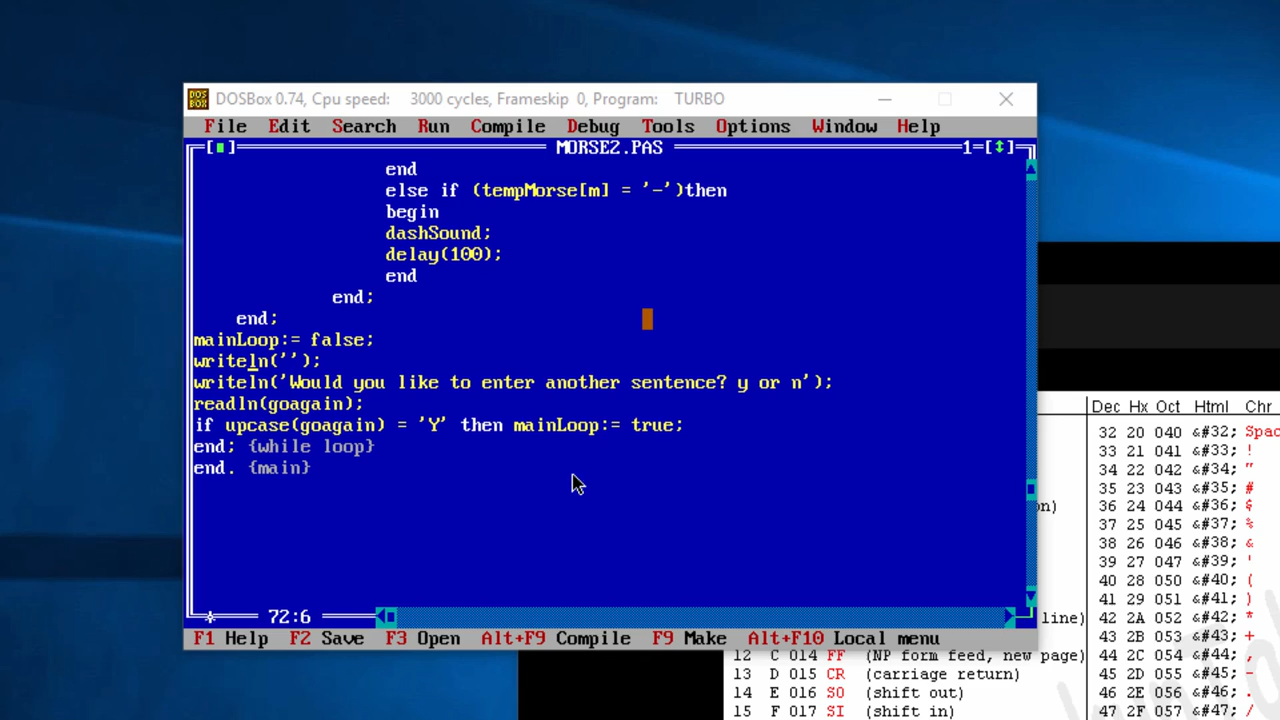 DOSBox 0.74, Cpu speed: 3000 cycles, Frameskip 0, Program: TURBO
File Edit Search Run Compile Debug Tools Options Window Help
[■] MORSE2.PAS 1=[↕]
end
else if (tempMorse[m] = '-')then
begin
dashSound;
delay(100);
end
end;
end;
mainLoop:= false;
writeln('');
writeln('Would you like to enter another sentence? y or n');
readln(goagain);
if upcase(goagain) = 'Y' then mainLoop:= true;
end; {while loop}
end. {main}
72:6
F1 Help F2 Save F3 Open Alt+F9 Compile F9 Make Alt+F10 Local menu
Dec Hx Oct Html Chr
32 20 040 &#32; Spac
33 21 041 &#33; !
34 22 042 &#34; "
35 23 043 &#35; #
on) 36 24 044 &#36; $
37 25 045 &#37; %
38 26 046 &#38; &
39 27 047 &#39; '
40 28 050 &#40; (
41 29 051 &#41; )
line) 42 2A 052 &#42; *
43 2B 053 &#43; +
12 C 014 FF (NP form feed, new page) 44 2C 054 &#44; ,
13 D 015 CR (carriage return) 45 2D 055 &#45; -
14 E 016 SO (shift out) 46 2E 056 &#46; .
15 F 017 SI (shift in) 47 2F 057 &#47; /